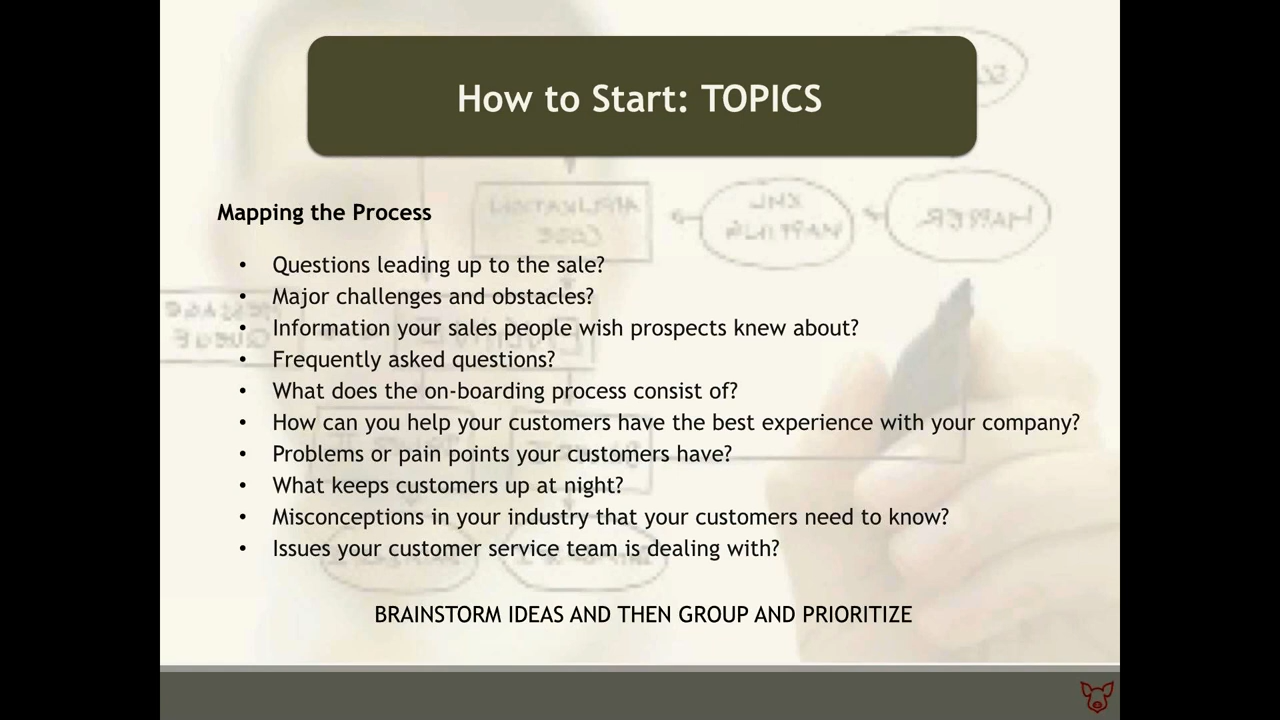 How to Start: TOPICS
Mapping the Process
• Questions leading up to the sale?
• Major challenges and obstacles?
• Information your sales people wish prospects knew about?
• Frequently asked questions?
• What does the on-boarding process consist of?
• How can you help your customers have the best experience with your company?
• Problems or pain points your customers have?
• What keeps customers up at night?
• Misconceptions in your industry that your customers need to know?
• Issues your customer service team is dealing with?
BRAINSTORM IDEAS AND THEN GROUP AND PRIORITIZE